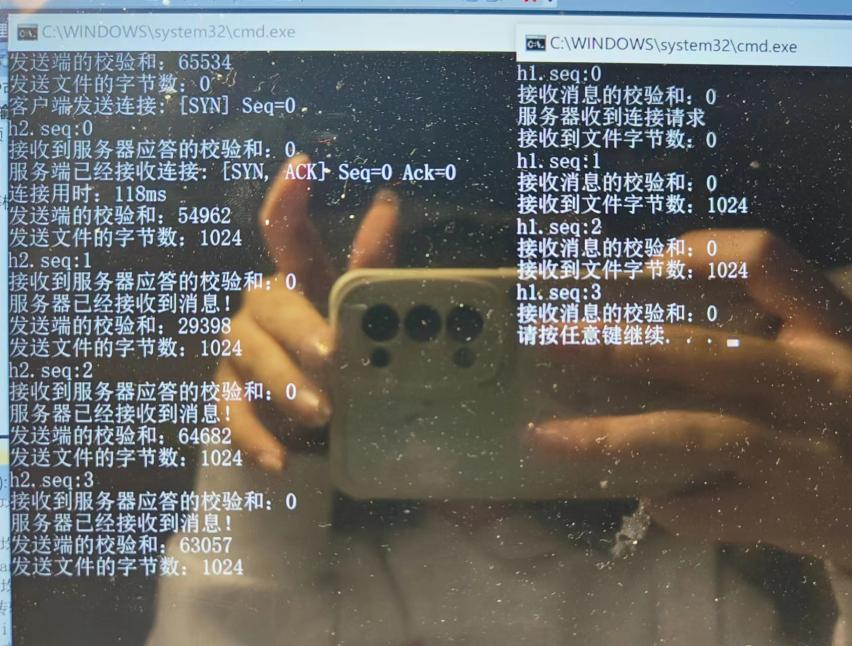 C:\WINDOWS\system32\cmd.exe
发送端的校验和: 65534
发送文件的字节数: 0
客户端发送连接: [SYN] Seq=0
h2.seq:0
接收到服务器应答的校验和: 0
服务端已经接收连接: [SYN, ACK] Seq=0 Ack=0
连接用时: 118ms
发送端的校验和: 54962
发送文件的字节数: 1024
h2.seq:1
接收到服务器应答的校验和: 0
服务器已经接收到消息!
发送端的校验和: 29398
发送文件的字节数: 1024
h2.seq:2
接收到服务器应答的校验和: 0
服务器已经接收到消息!
发送端的校验和: 64682
发送文件的字节数: 1024
h2.seq:3
接收到服务器应答的校验和: 0
服务器已经接收到消息!
发送端的校验和: 63057
发送文件的字节数: 1024
C:\WINDOWS\system32\cmd.exe
h1.seq:0
接收消息的校验和: 0
服务器收到连接请求
接收到文件字节数: 0
h1.seq:1
接收消息的校验和: 0
接收到文件字节数: 1024
h1.seq:2
接收消息的校验和: 0
接收到文件字节数: 1024
h1.seq:3
接收消息的校验和: 0
请按任意键继续. . .